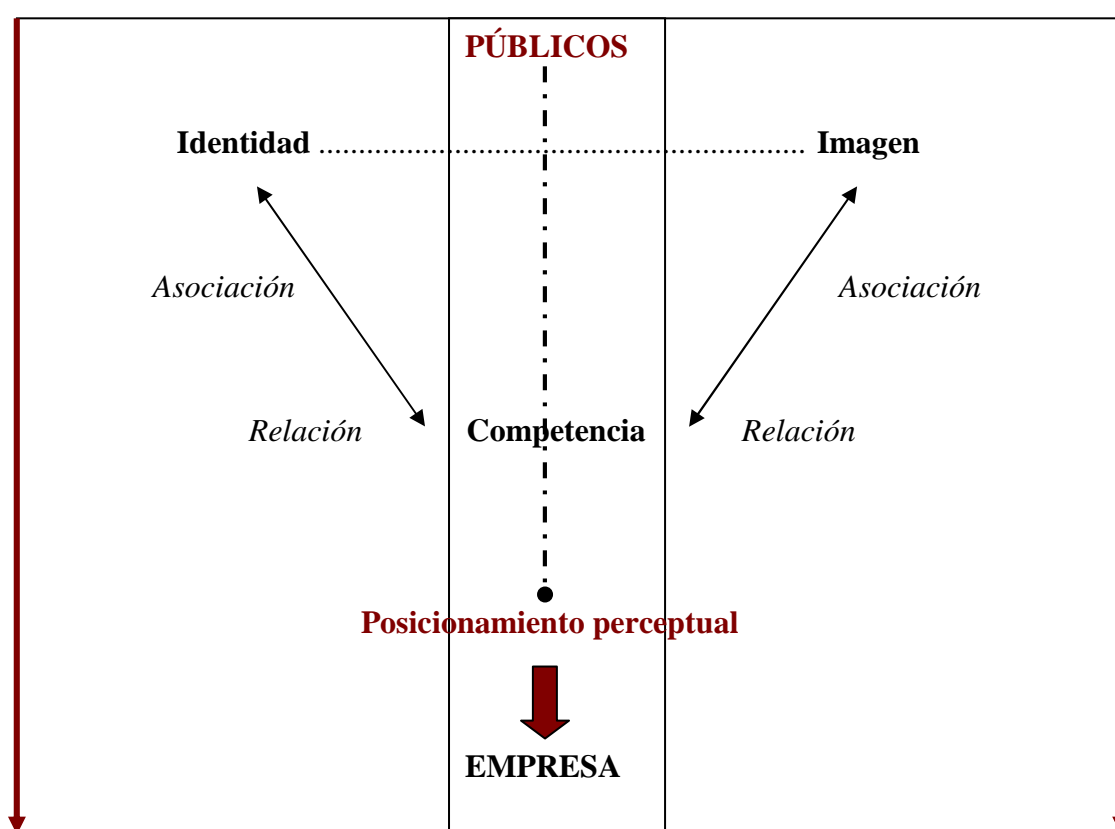 PÚBLICOS
Identidad ........................................................... Imagen
Asociación Asociación
Relación Competencia Relación
Posicionamiento perceptual
EMPRESA